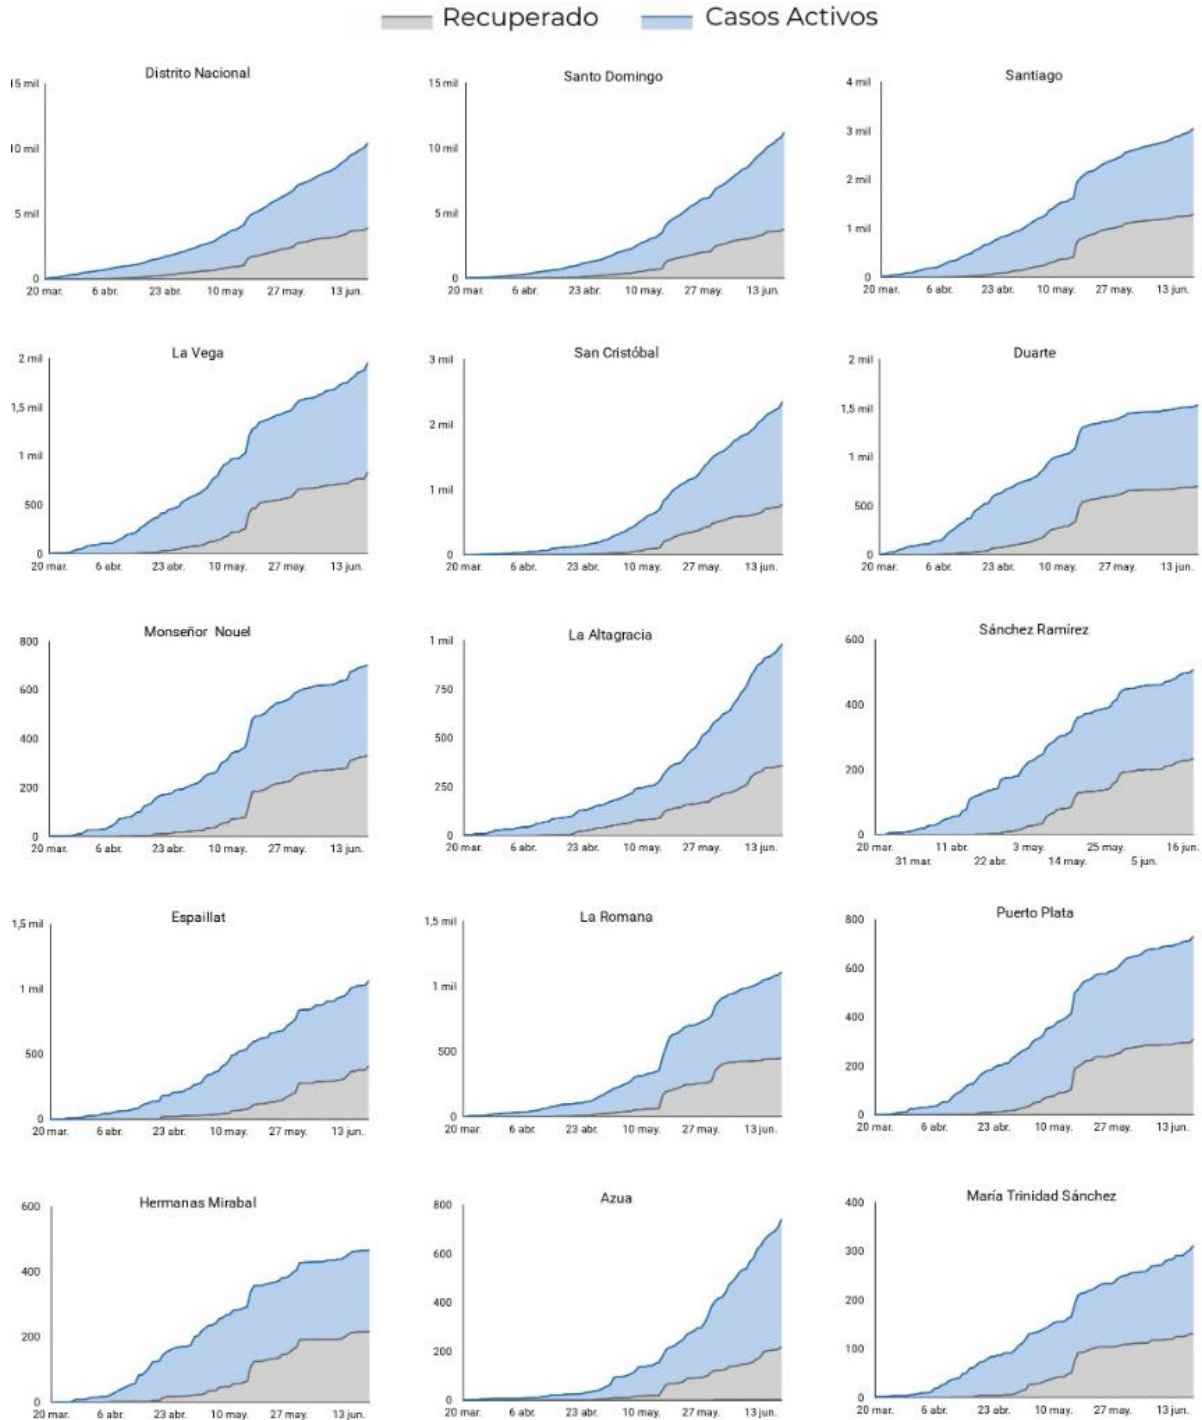 Recuperado Casos Activos
Distrito Nacional
15 mil
10 mil
5 mil
0
20 mar. 6 abr. 23 abr. 10 may. 27 may. 13 jun.
Santo Domingo
15 mil
10 mil
5 mil
0
20 mar. 6 abr. 23 abr. 10 may. 27 may. 13 jun.
Santiago
4 mil
3 mil
2 mil
1 mil
0
20 mar. 6 abr. 23 abr. 10 may. 27 may. 13 jun.
La Vega
2 mil
1,5 mil
1 mil
500
0
20 mar. 6 abr. 23 abr. 10 may. 27 may. 13 jun.
San Cristóbal
3 mil
2 mil
1 mil
0
20 mar. 6 abr. 23 abr. 10 may. 27 may. 13 jun.
Duarte
2 mil
1,5 mil
1 mil
500
0
20 mar. 6 abr. 23 abr. 10 may. 27 may. 13 jun.
Monseñor Nouel
800
600
400
200
0
20 mar. 6 abr. 23 abr. 10 may. 27 may. 13 jun.
La Altagracia
1 mil
750
500
250
0
20 mar. 6 abr. 23 abr. 10 may. 27 may. 13 jun.
Sánchez Ramírez
600
400
200
0
20 mar. 11 abr. 3 may. 25 may. 16 jun.
31 mar. 22 abr. 14 may. 5 jun.
Espaillat
1,5 mil
1 mil
500
0
20 mar. 6 abr. 23 abr. 10 may. 27 may. 13 jun.
La Romana
1,5 mil
1 mil
500
0
20 mar. 6 abr. 23 abr. 10 may. 27 may. 13 jun.
Puerto Plata
800
600
400
200
0
20 mar. 6 abr. 23 abr. 10 may. 27 may. 13 jun.
Hermanas Mirabal
600
400
200
0
20 mar. 6 abr. 23 abr. 10 may. 27 may. 13 jun.
Azua
800
600
400
200
0
20 mar. 6 abr. 23 abr. 10 may. 27 may. 13 jun.
María Trinidad Sánchez
400
300
200
100
0
20 mar. 6 abr. 23 abr. 10 may. 27 may. 13 jun.